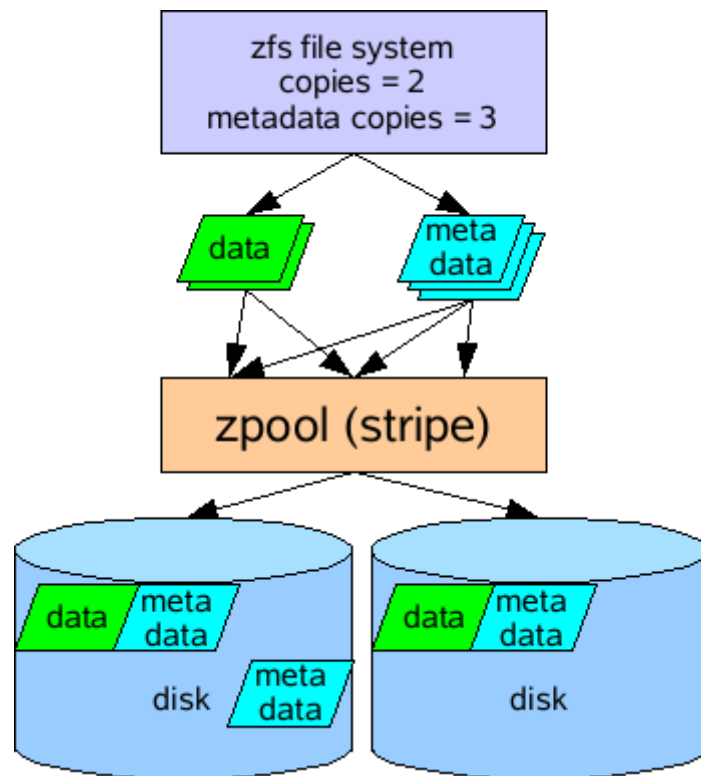 zfs file system
copies = 2
metadata copies = 3
data
meta
data
zpool (stripe)
data
meta
data
disk
meta
data
data
meta
data
disk